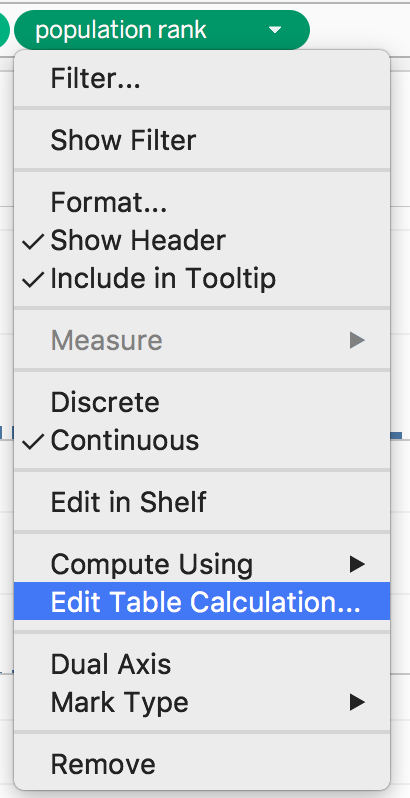 population rank
Filter...
Show Filter
Format...
Show Header
Include in Tooltip
Measure
Discrete
Continuous
Edit in Shelf
Compute Using
Edit Table Calculation...
Dual Axis
Mark Type
Remove